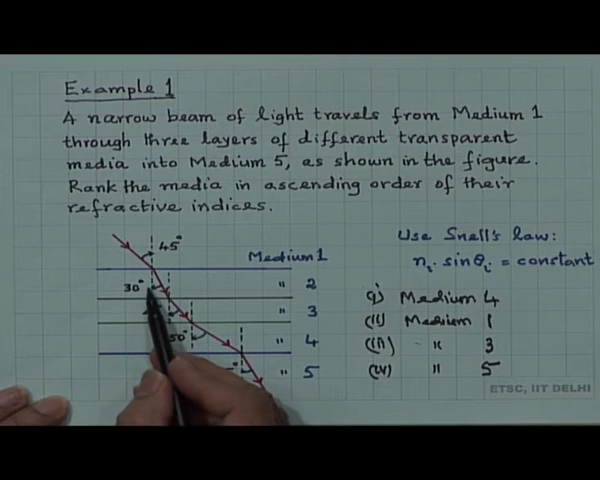 Example 1
A narrow beam of light travels from Medium 1
through three layers of different transparent
media into Medium 5, as shown in the figure.
Rank the media in ascending order of their
refractive indices.
45°
Medium 1
30°
" 2
" 3
50°
" 4
" 5
Use Snell's law:
nᵢ · sin θᵢ = constant
(i) Medium 4
(ii) Medium 1
(iii) " 3
(iv) " 5
ETSC, IIT DELHI